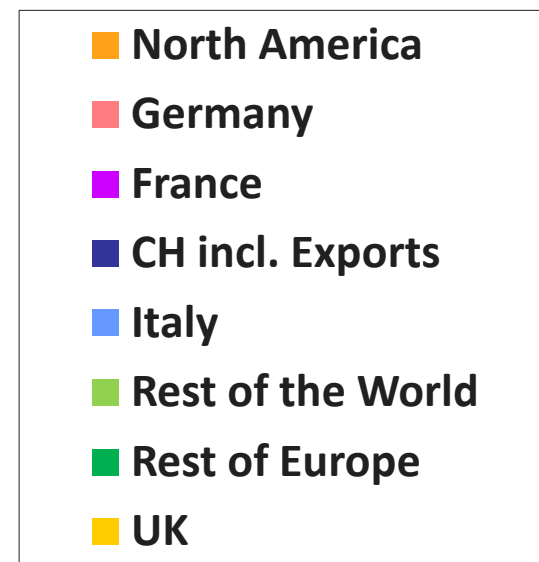 North America
Germany
France
CH incl. Exports
Italy
Rest of the World
Rest of Europe
UK